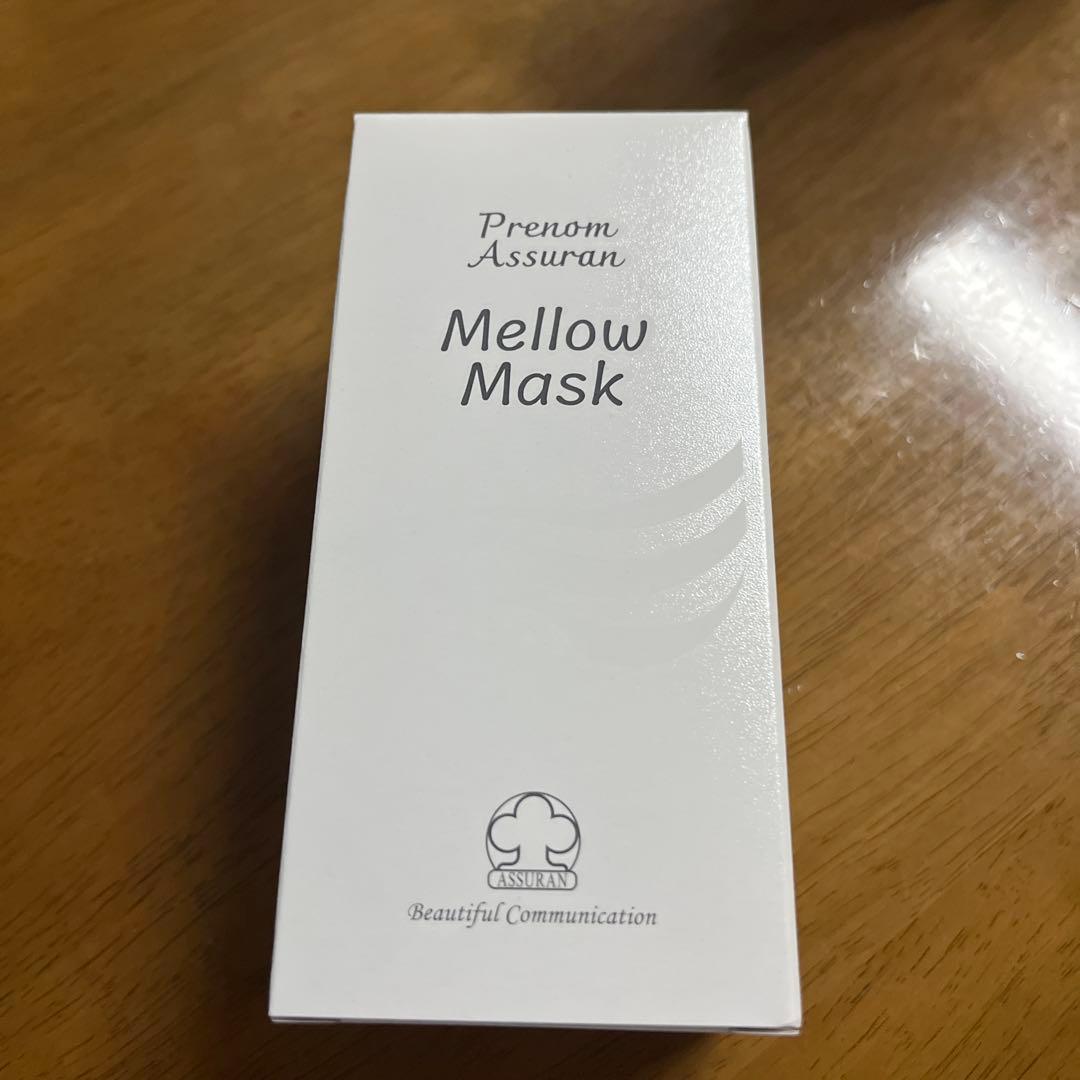 Prenom
Assuran
Mellow
Mask
ASSURAN
Beautiful Communication